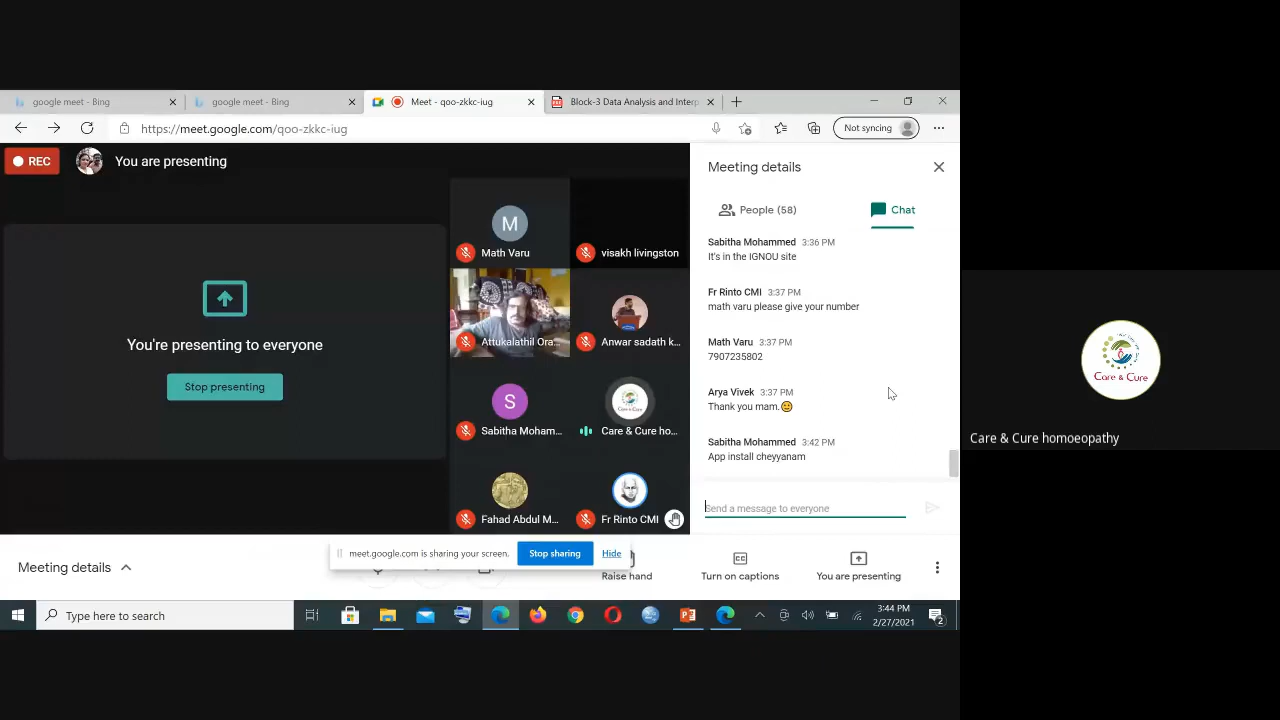 google meet - Bing
google meet - Bing
Meet - qoo-zkkc-iug
Block-3 Data Analysis and Interp
https://meet.google.com/qoo-zkkc-iug
Not syncing
REC
You are presenting
You're presenting to everyone
Stop presenting
M
Math Varu
visakh livingston
Attukalathil Ora...
Anwar sadath k...
S
Sabitha Moham...
Care & Cure ho...
Fahad Abdul M...
Fr Rinto CMI
Meeting details
People (58)
Chat
Sabitha Mohammed 3:36 PM
It's in the IGNOU site
Fr Rinto CMI 3:37 PM
math varu please give your number
Math Varu 3:37 PM
7907235802
Arya Vivek 3:37 PM
Thank you mam.🙂
Sabitha Mohammed 3:42 PM
App install cheyyanam
Send a message to everyone
Meeting details
meet.google.com is sharing your screen.
Stop sharing
Hide
Raise hand
Turn on captions
You are presenting
Type here to search
3:44 PM
2/27/2021
2
Care & Cure
Care & Cure homoeopathy